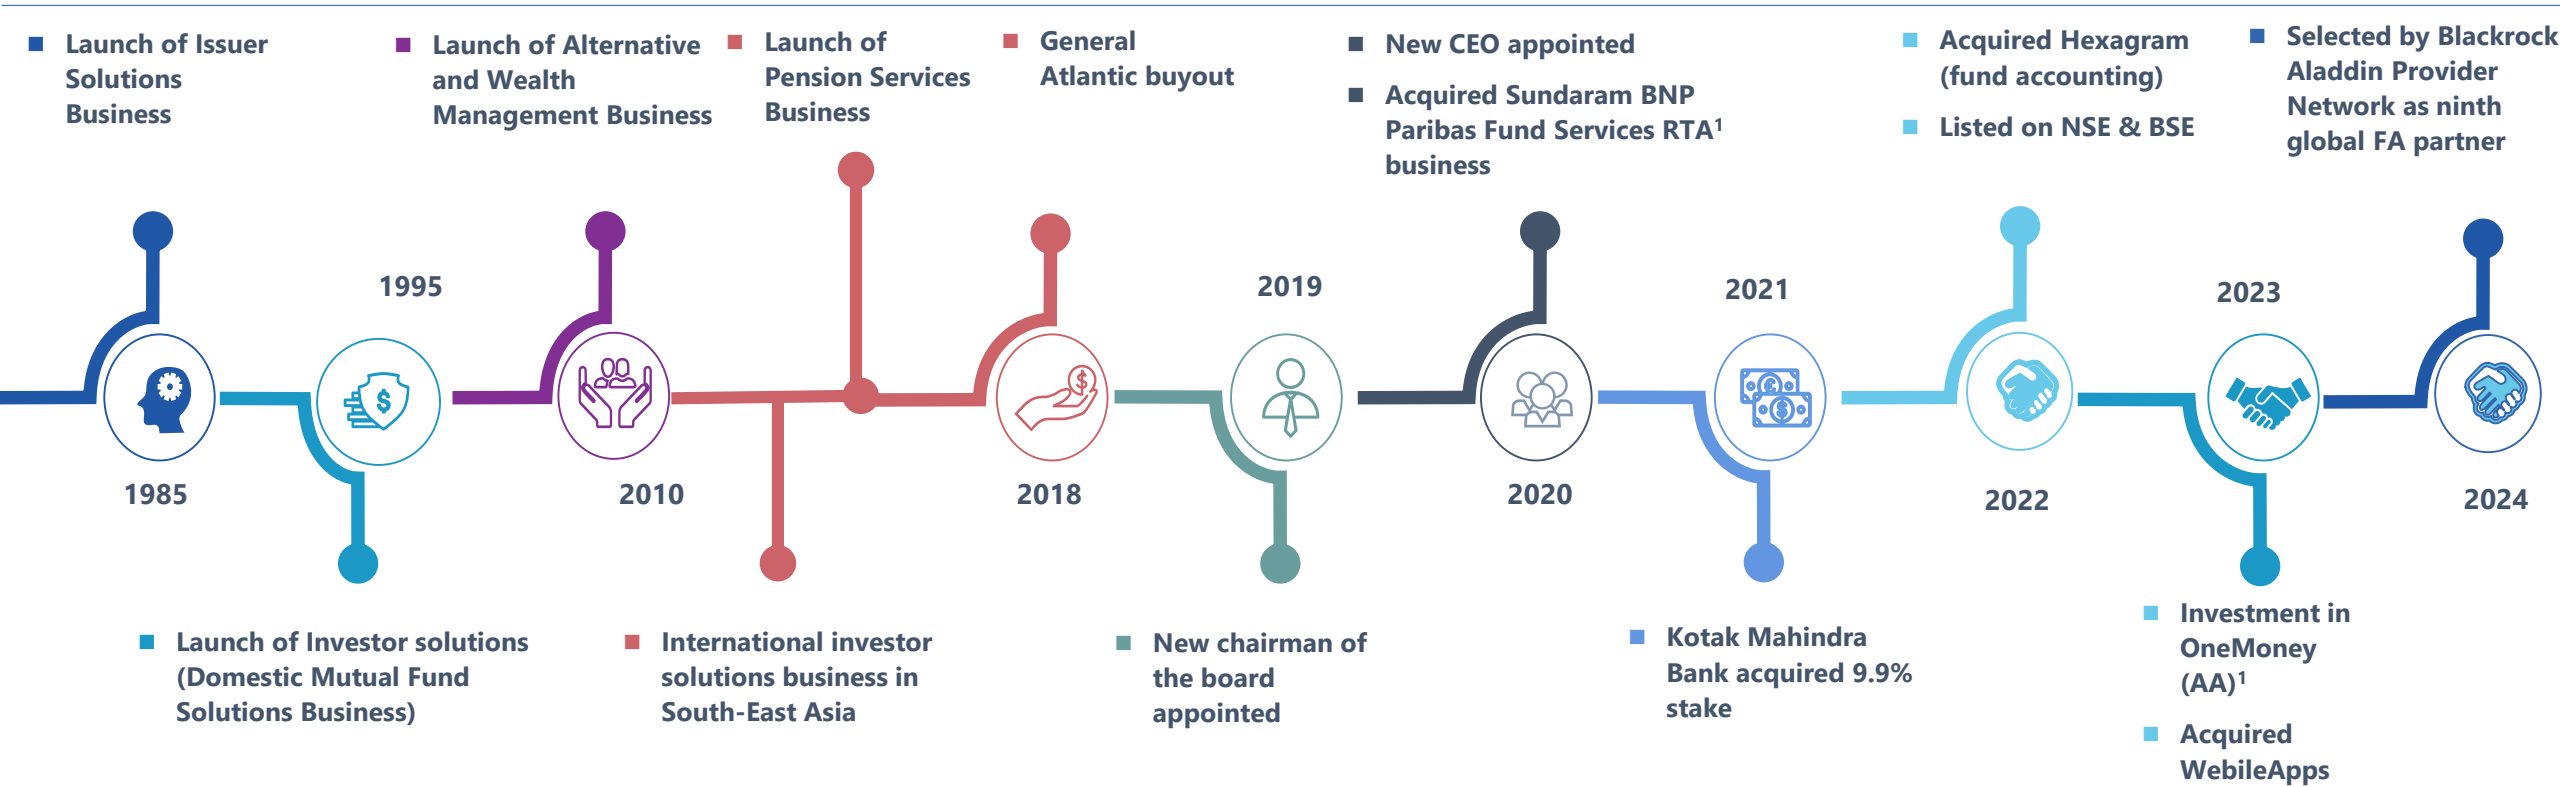 Launch of Issuer
Solutions
Business
Launch of Alternative
and Wealth
Management Business
Launch of
Pension Services
Business
General
Atlantic buyout
New CEO appointed
Acquired Sundaram BNP
Paribas Fund Services RTA¹
business
Acquired Hexagram
(fund accounting)
Listed on NSE & BSE
Selected by Blackrock
Aladdin Provider
Network as ninth
global FA partner
1995
2019
2021
2023
$
$
£
$
1985
2010
2018
2020
2022
2024
Launch of Investor solutions
(Domestic Mutual Fund
Solutions Business)
International investor
solutions business in
South-East Asia
New chairman of
the board
appointed
Kotak Mahindra
Bank acquired 9.9%
stake
Investment in
OneMoney
(AA)¹
Acquired
WebileApps